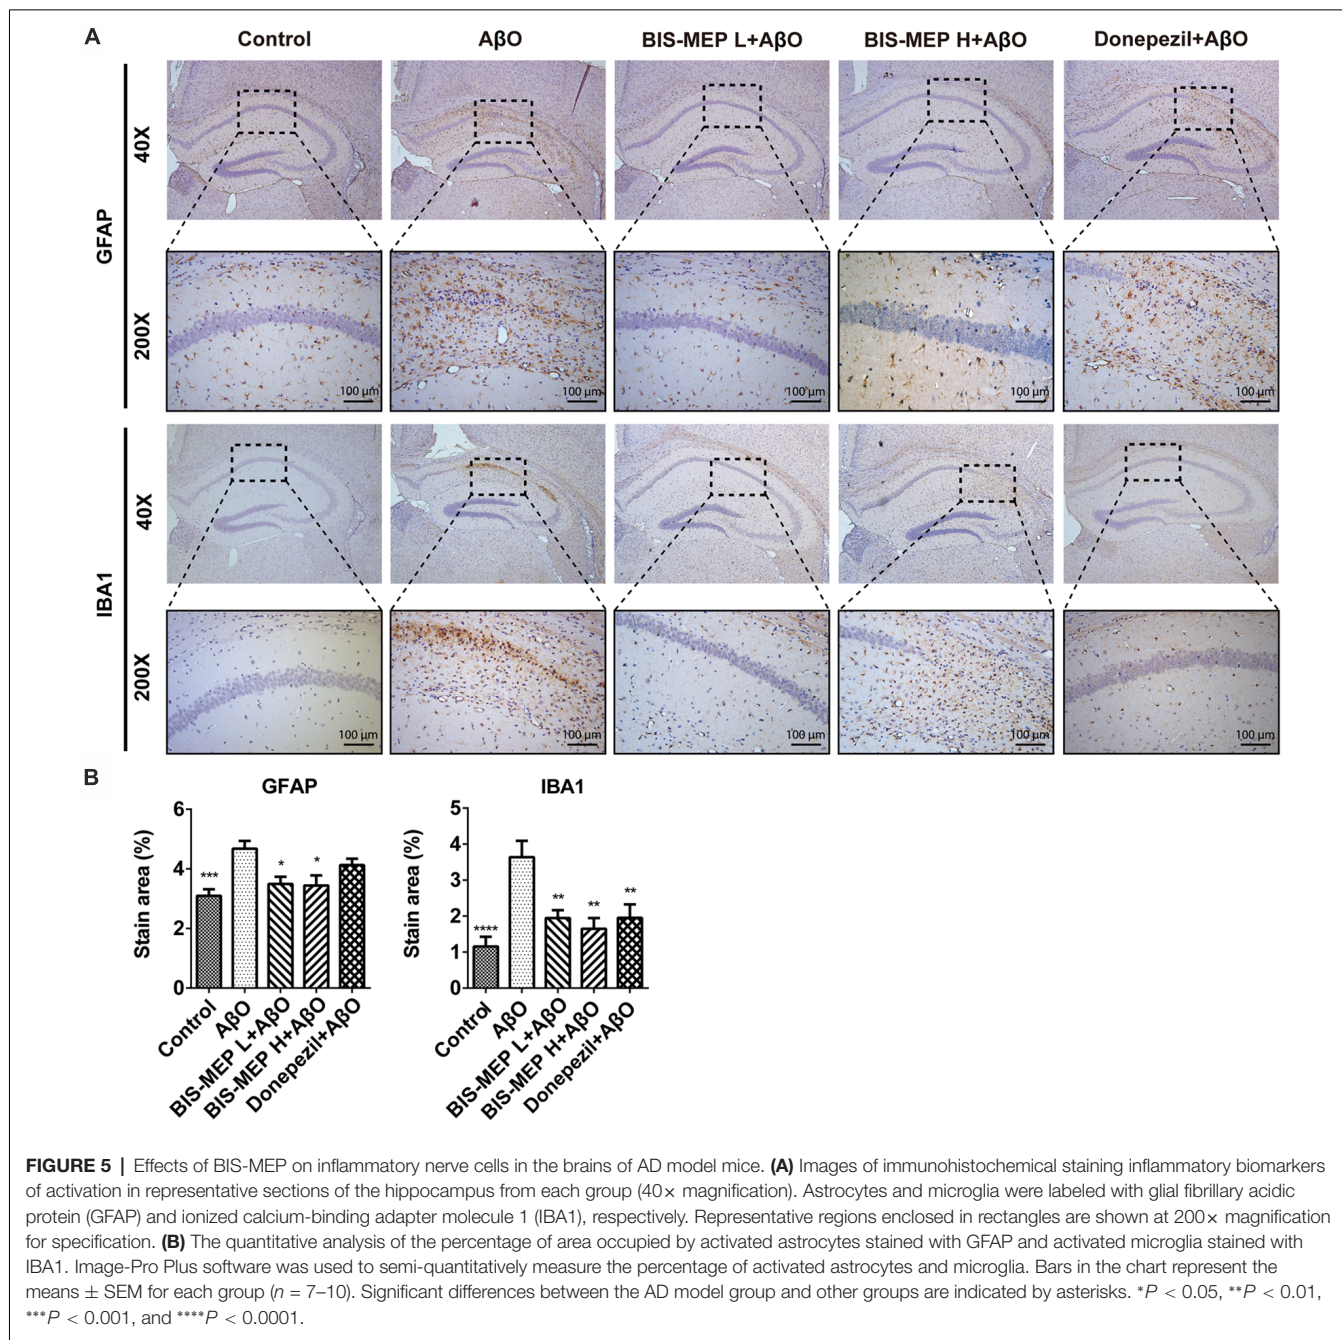 A
Control AβO BIS-MEP L+AβO BIS-MEP H+AβO Donepezil+AβO
GFAP
40X
200X
100 µm 100 µm 100 µm 100 µm 100 µm
IBA1
40X
200X
100 µm 100 µm 100 µm 100 µm 100 µm
B
GFAP
Stain area (%)
6
4
2
0
***
*
*
Control
AβO
BIS-MEP L+AβO
BIS-MEP H+AβO
Donepezil+AβO
IBA1
Stain area (%)
5
4
3
2
1
0
****
**
**
**
Control
AβO
BIS-MEP L+AβO
BIS-MEP H+AβO
Donepezil+AβO
FIGURE 5 | Effects of BIS-MEP on inflammatory nerve cells in the brains of AD model mice. (A) Images of immunohistochemical staining inflammatory biomarkers
of activation in representative sections of the hippocampus from each group (40× magnification). Astrocytes and microglia were labeled with glial fibrillary acidic
protein (GFAP) and ionized calcium-binding adapter molecule 1 (IBA1), respectively. Representative regions enclosed in rectangles are shown at 200× magnification
for specification. (B) The quantitative analysis of the percentage of area occupied by activated astrocytes stained with GFAP and activated microglia stained with
IBA1. Image-Pro Plus software was used to semi-quantitatively measure the percentage of activated astrocytes and microglia. Bars in the chart represent the
means ± SEM for each group (n = 7–10). Significant differences between the AD model group and other groups are indicated by asterisks. *P < 0.05, **P < 0.01,
***P < 0.001, and ****P < 0.0001.